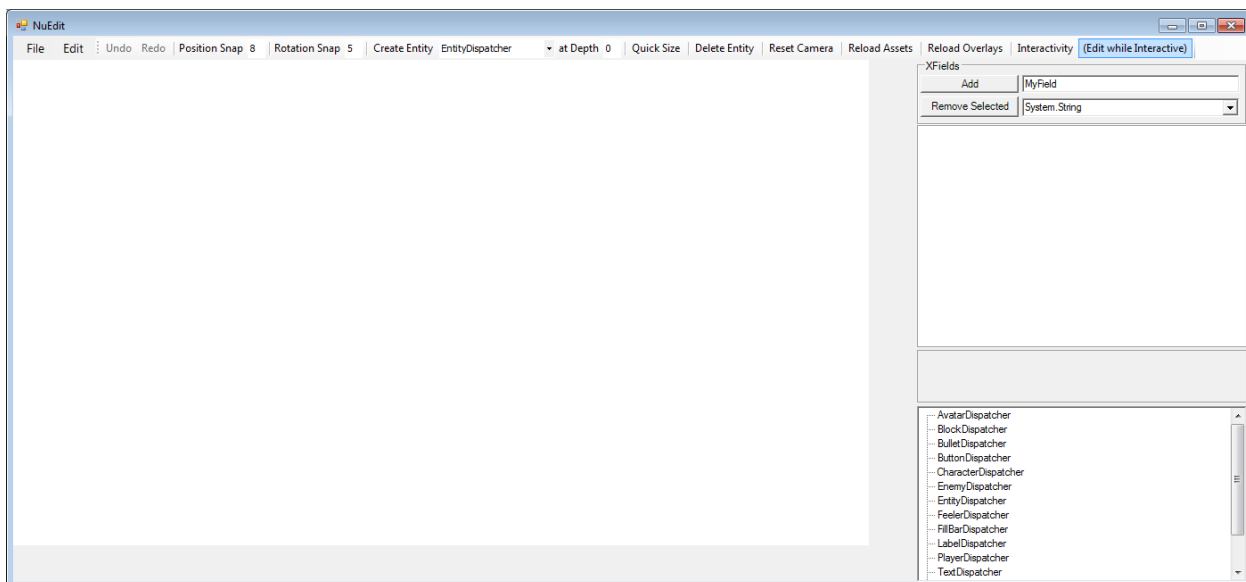 NuEdit
File Edit Undo Redo Position Snap 8 Rotation Snap 5 Create Entity EntityDispatcher at Depth 0 Quick Size Delete Entity Reset Camera Reload Assets Reload Overlays Interactivity (Edit while Interactive)
XFields
Add MyField
Remove Selected System.String
AvatarDispatcher
BlockDispatcher
BulletDispatcher
ButtonDispatcher
CharacterDispatcher
EnemyDispatcher
EntityDispatcher
FeelerDispatcher
FillBarDispatcher
LabelDispatcher
PlayerDispatcher
TextDispatcher